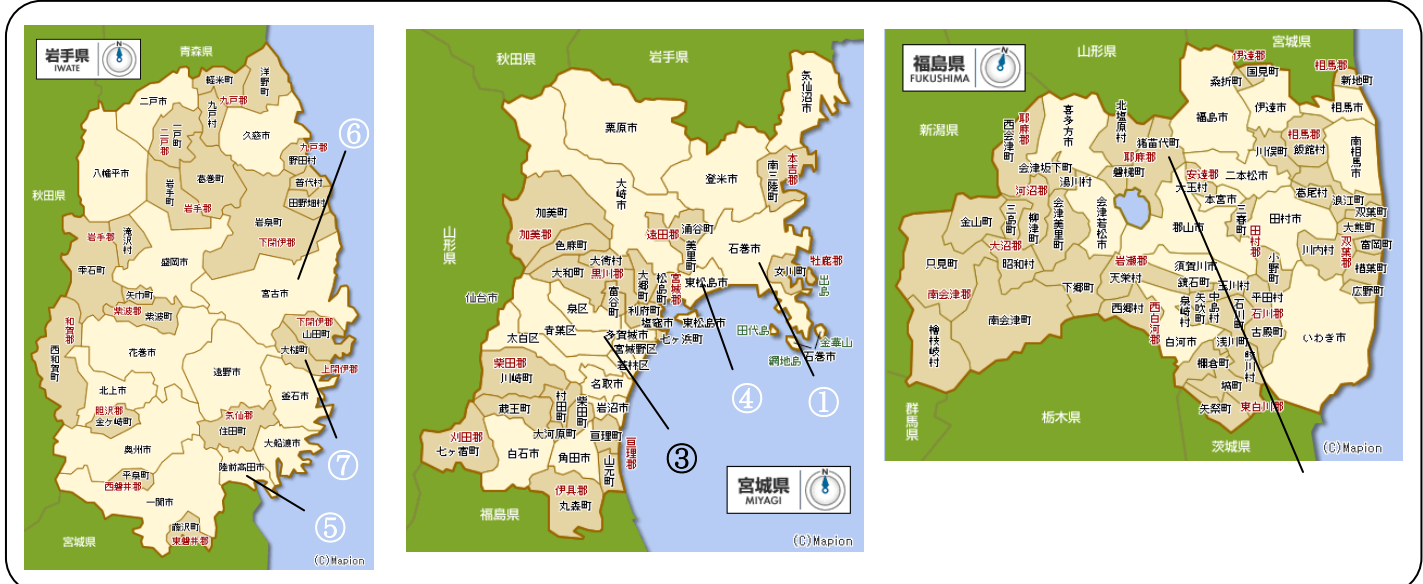 岩手県
IWATE
N
青森県
洋野町
軽米町
九戸郡
二戸市
九戸村
一戸町
二戸郡
久慈市
⑥
九戸郡
野田村
八幡平市
葛巻町
普代村
岩手町
田野畑村
秋田県
岩手郡
岩泉町
下閉伊郡
岩手郡
滝沢村
盛岡市
雫石町
宮古市
矢巾町
紫波郡
紫波町
下閉伊郡
山田町
和賀郡
西和賀町
花巻市
大槌町
上閉伊郡
遠野市
北上市
釜石市
胆沢郡
金ヶ崎町
気仙郡
住田町
大船渡市
⑦
奥州市
陸前高田市
平泉町
西磐井郡
一関市
⑤
藤沢町
東磐井郡
宮城県
(C)Mapion
秋田県
岩手県
気仙沼市
栗原市
本吉郡
南三陸町
登米市
大崎市
加美町
加美郡
色麻町
遠田郡
涌谷町
美里町
石巻市
山形県
大衡村
黒川郡
大和町
大郷町
松島町
宮城郡
東松島市
女川町
牡鹿郡
出島
仙台市
富谷町
利府町
泉区
塩竈市
東松島市
青葉区
多賀城市
七ヶ浜町
田代島
太白区
宮城野区
金華山
石巻市
網地島
若林区
柴田郡
川崎町
名取市
④
①
村田町
柴田町
岩沼市
蔵王町
刈田郡
七ヶ宿町
大河原町
亘理町
亘理郡
白石市
角田市
山元町
③
伊具郡
丸森町
宮城県
MIYAGI
N
福島県
(C)Mapion
福島県
FUKUSHIMA
N
山形県
宮城県
伊達郡
国見町
桑折町
相馬郡
新地町
新潟県
喜多方市
北塩原村
福島市
伊達市
相馬市
耶麻郡
西会津町
猪苗代町
耶麻郡
相馬郡
飯舘村
南相馬市
川俣町
会津坂下町
磐梯町
湯川村
安達郡
二本松市
大玉村
河沼郡
本宮市
葛尾村
浪江町
金山町
三島町
柳津町
会津美里町
会津若松市
三春町
田村市
双葉町
大熊町
郡山市
田村郡
大沼郡
昭和村
川内村
双葉郡
富岡町
只見町
岩瀬郡
須賀川市
小野町
楢葉町
天栄村
鏡石町
玉川村
広野町
下郷町
南会津郡
平田村
石川郡
西郷村
泉崎村
矢吹町
中島村
石川町
南会津町
西白河郡
古殿町
檜枝岐村
白河市
浅川町
いわき市
棚倉町
鮫川村
塙町
矢祭町
東白川郡
群馬県
栃木県
茨城県
(C)Mapion